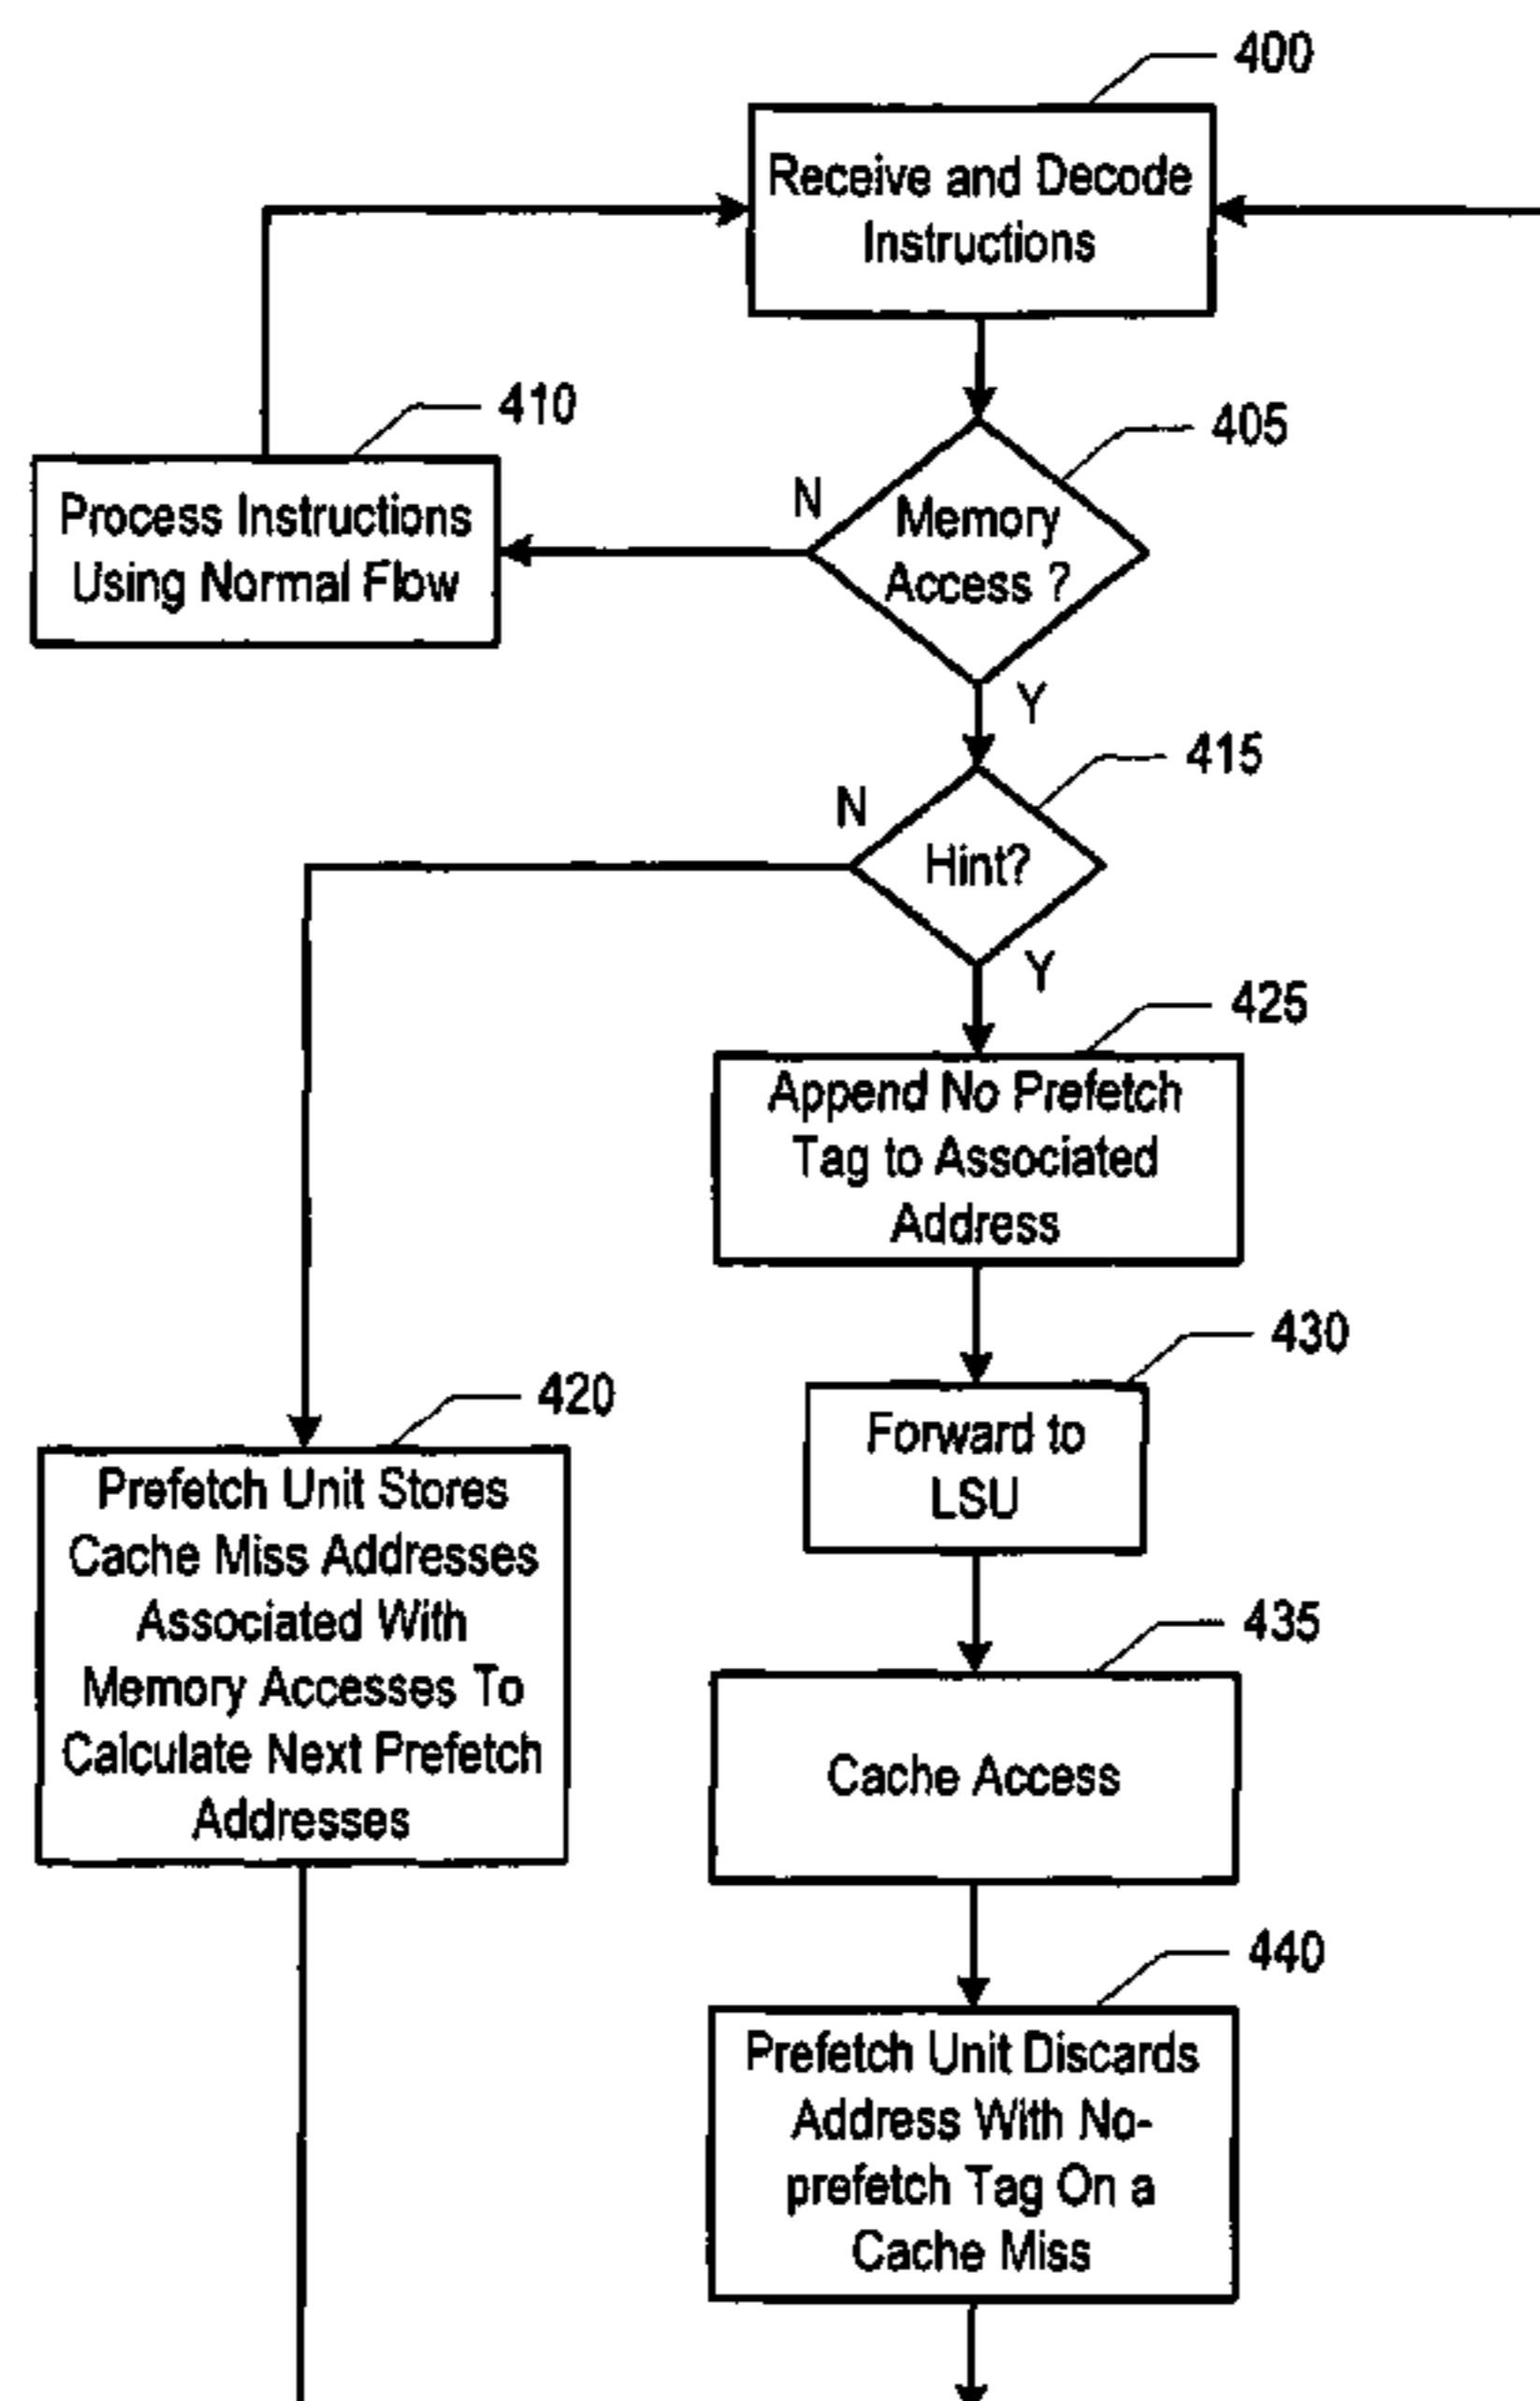 400
Receive and Decode
Instructions
410
405
Process Instructions
Using Normal Flow
N
Memory
Access ?
Y
415
N
Hint?
Y
425
Append No Prefetch
Tag to Associated
Address
430
Forward to
LSU
420
Prefetch Unit Stores
Cache Miss Addresses
Associated With
Memory Accesses To
Calculate Next Prefetch
Addresses
435
Cache Access
440
Prefetch Unit Discards
Address With No-
prefetch Tag On a
Cache Miss